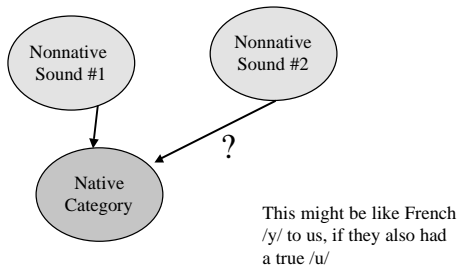 Nonnative
Sound #1
Nonnative
Sound #2
?
Native
Category
This might be like French
/y/ to us, if they also had
a true /u/